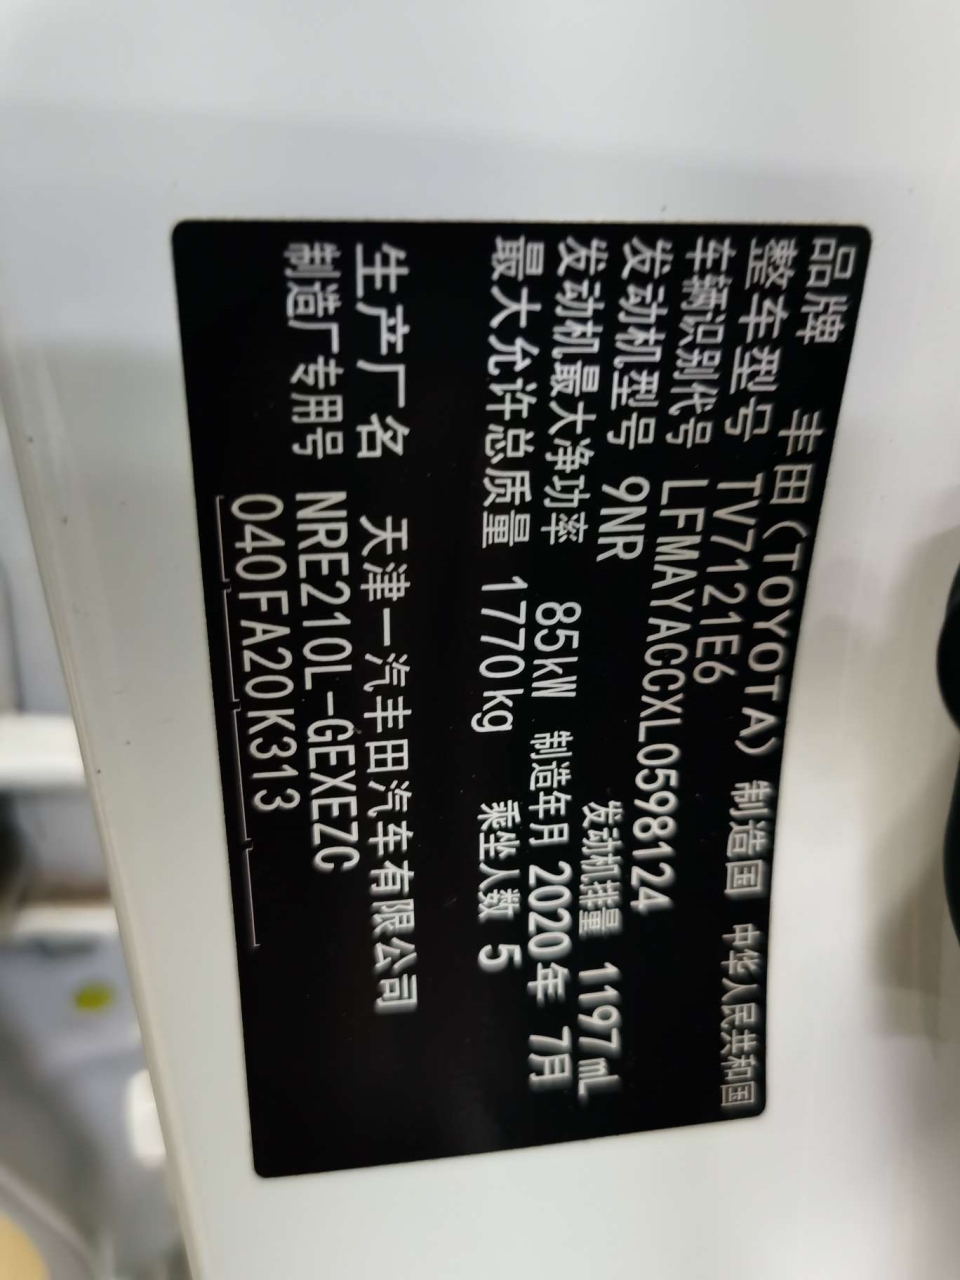 品牌 丰田（TOYOTA） 制造国 中华人民共和国
整车型号 TV7121E6
车辆识别代号 LFMAYACCXL0598124
发动机型号 9NR 发动机排量 1197mL
发动机最大净功率 85kW 制造年月 2020年 7月
最大允许总质量 1770kg 乘坐人数 5
生产厂名 天津一汽丰田汽车有限公司
制造厂专用号 NRE210L-GEXEZC
040FA20K313